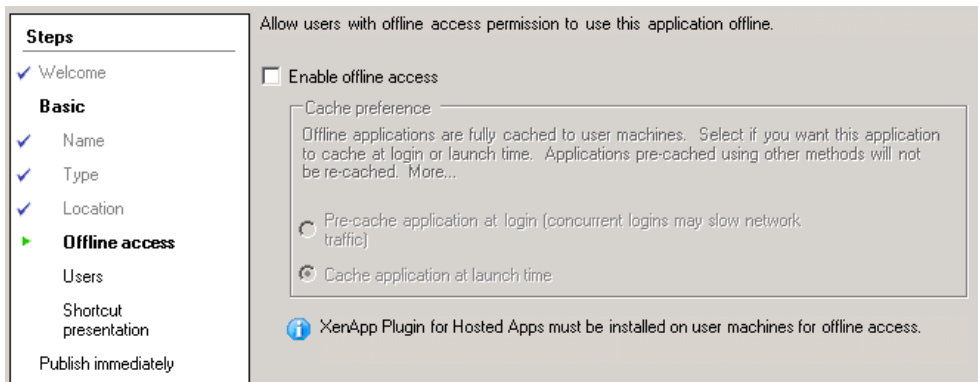 Steps
Welcome
Basic
Name
Type
Location
Offline access
Users
Shortcut
presentation
Publish immediately
Allow users with offline access permission to use this application offline.
Enable offline access
Cache preference
Offline applications are fully cached to user machines. Select if you want this application
to cache at login or launch time. Applications pre-cached using other methods will not
be re-cached. More...
Pre-cache application at login (concurrent logins may slow network
traffic)
Cache application at launch time
XenApp Plugin for Hosted Apps must be installed on user machines for offline access.